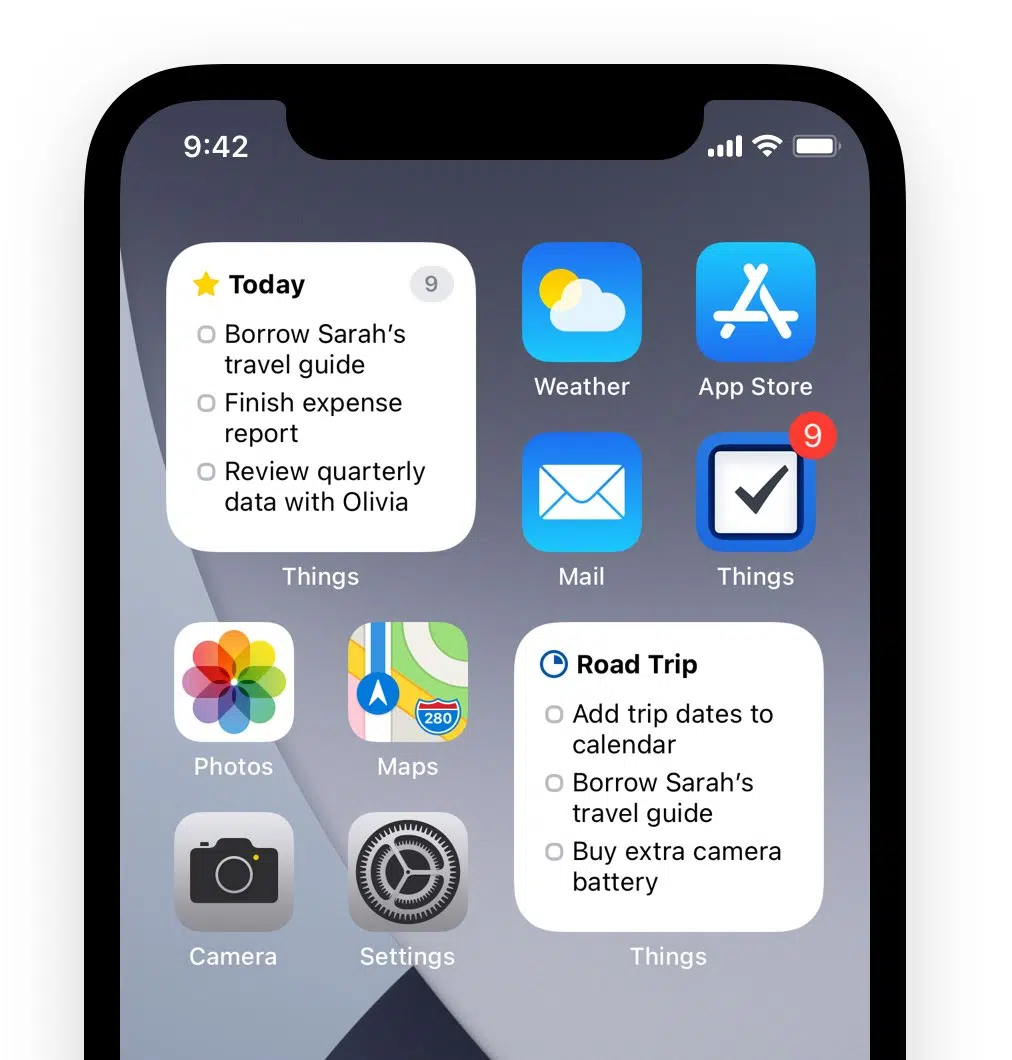 9:42
Today 9
Borrow Sarah’s
travel guide
Finish expense
report
Review quarterly
data with Olivia
Things
Weather
App Store
Mail
9
Things
Photos
280
Maps
Camera
Settings
Road Trip
Add trip dates to
calendar
Borrow Sarah’s
travel guide
Buy extra camera
battery
Things